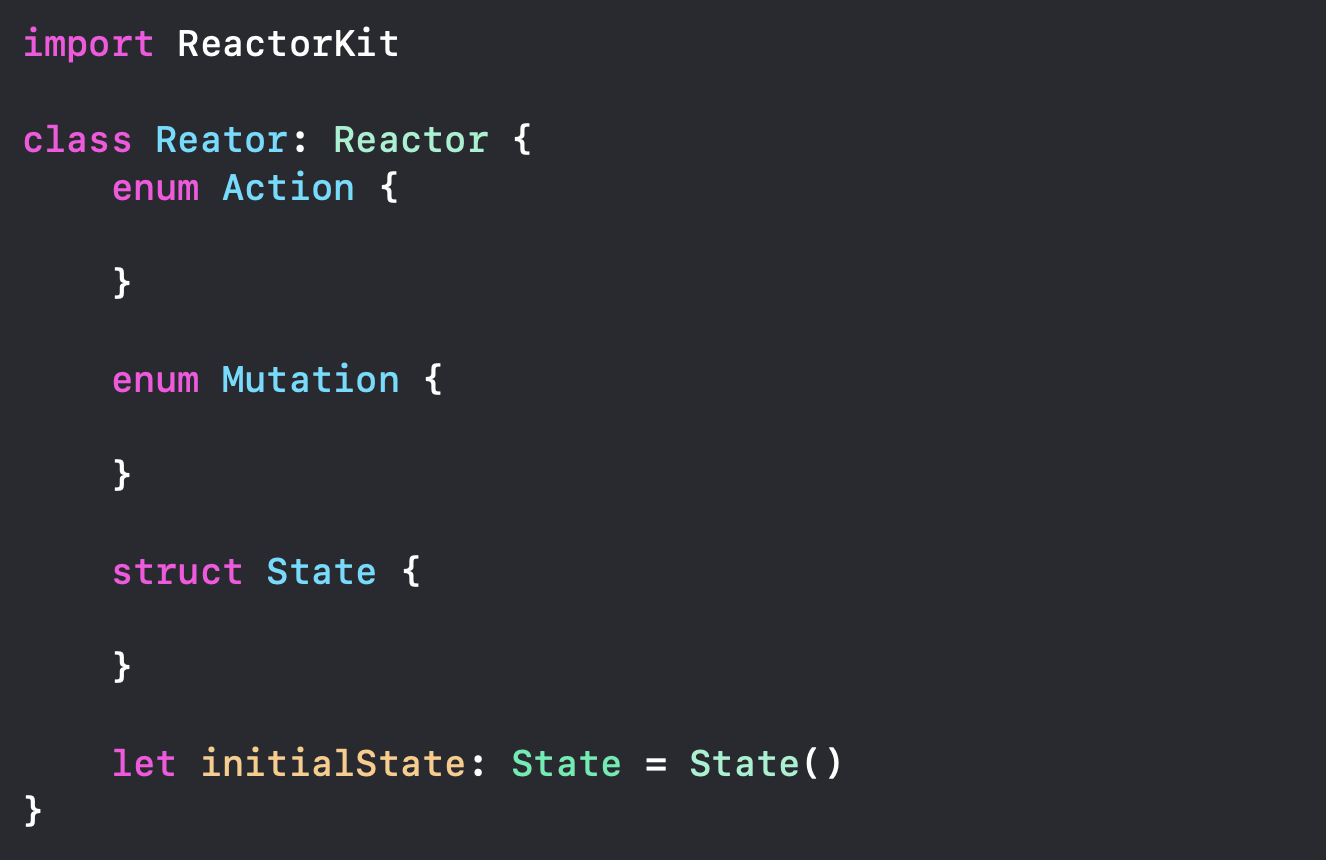 import ReactorKit
class Reator: Reactor {
    enum Action {
    }
    enum Mutation {
    }
    struct State {
    }
    let initialState: State = State()
}